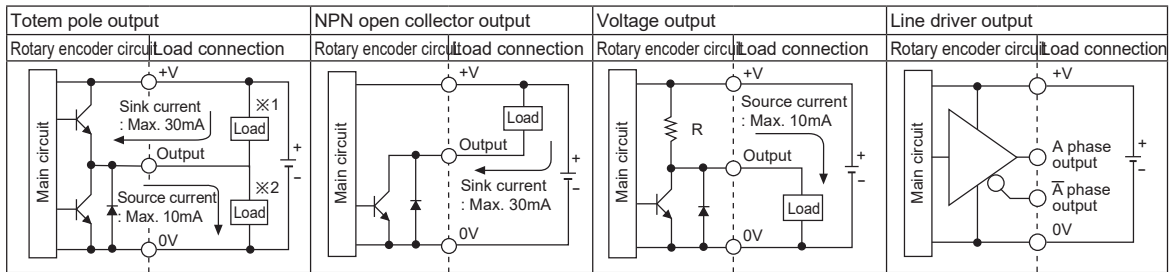 Totem pole output
Rotary encoder circuit Load connection
Main circuit
+V
Sink current
: Max. 30mA
※1
Load
Output
+
-
Source current
: Max. 10mA
※2
Load
0V
NPN open collector output
Rotary encoder circuit Load connection
Main circuit
+V
Load
Output
+
-
Sink current
: Max. 30mA
0V
Voltage output
Rotary encoder circuit Load connection
Main circuit
+V
Source current
: Max. 10mA
R
Output
+
-
Load
0V
Line driver output
Rotary encoder circuit Load connection
Main circuit
+V
A phase
output
+
-
A̅ phase
output
0V